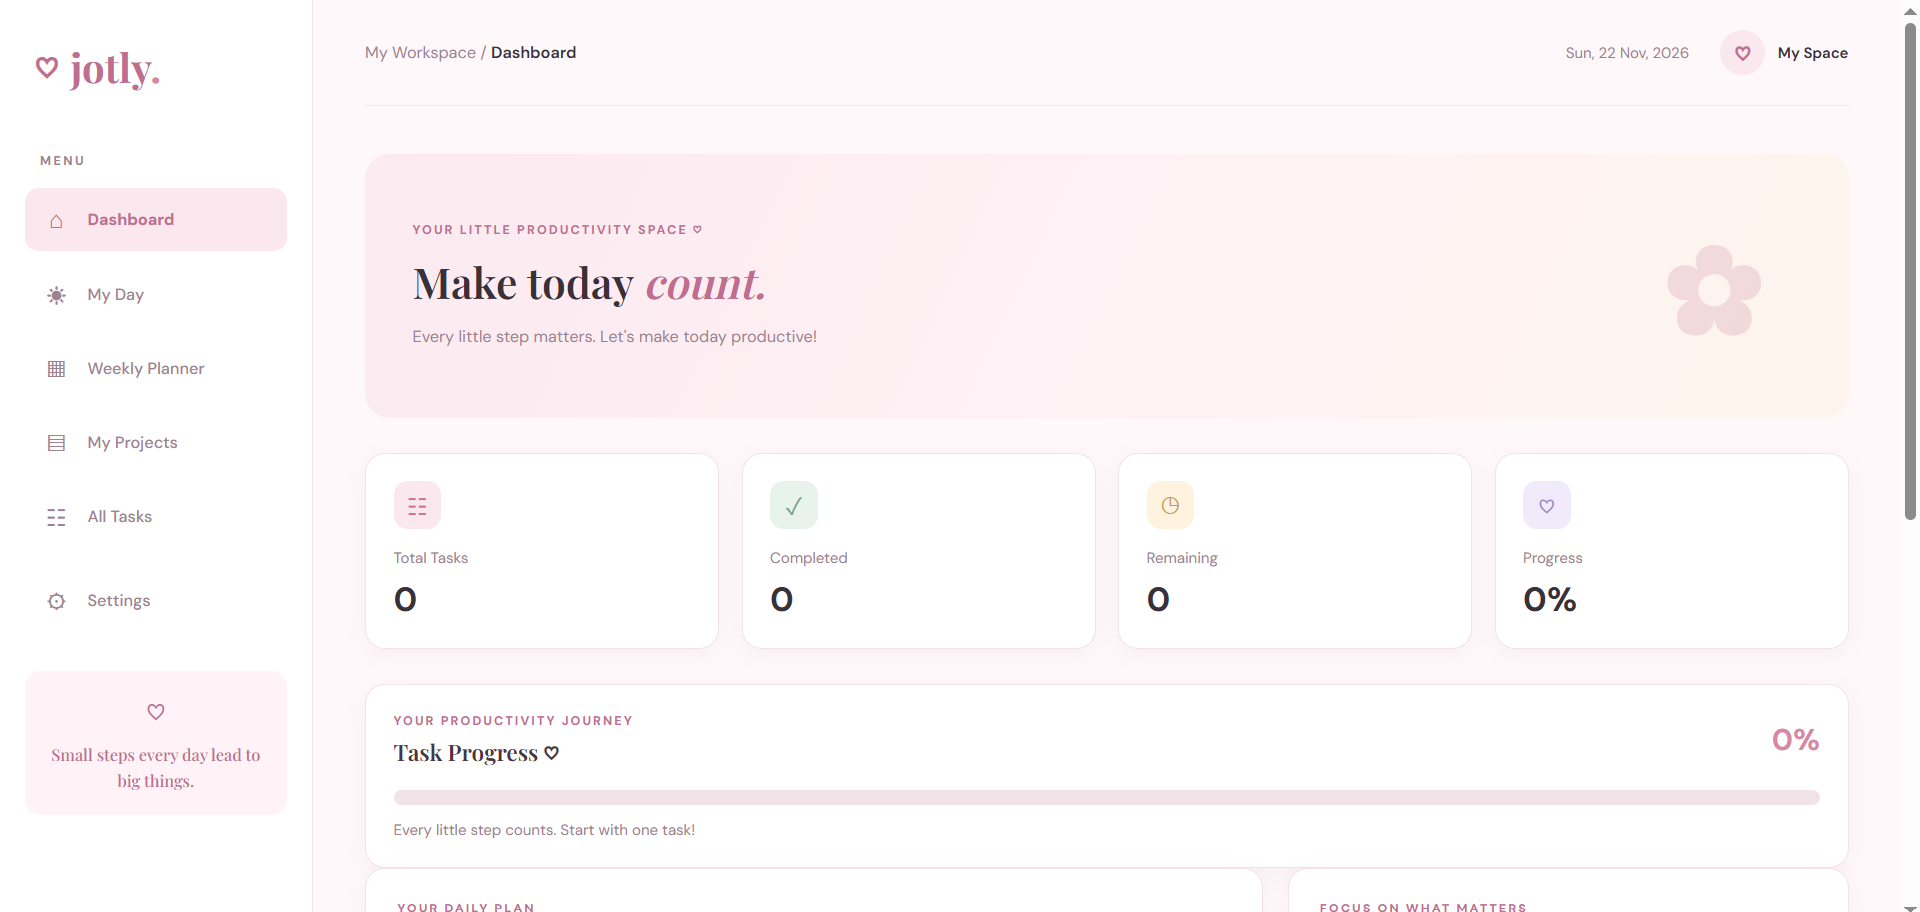 ♡ jotly.
MENU
Dashboard
My Day
Weekly Planner
My Projects
All Tasks
Settings
♡
Small steps every day lead to
big things.
My Workspace / Dashboard
Sun, 22 Nov, 2026
My Space
YOUR LITTLE PRODUCTIVITY SPACE ♡
Make today count.
Every little step matters. Let's make today productive!
Total Tasks
0
Completed
0
Remaining
0
Progress
0%
YOUR PRODUCTIVITY JOURNEY
Task Progress ♡
0%
Every little step counts. Start with one task!
YOUR DAILY PLAN
FOCUS ON WHAT MATTERS